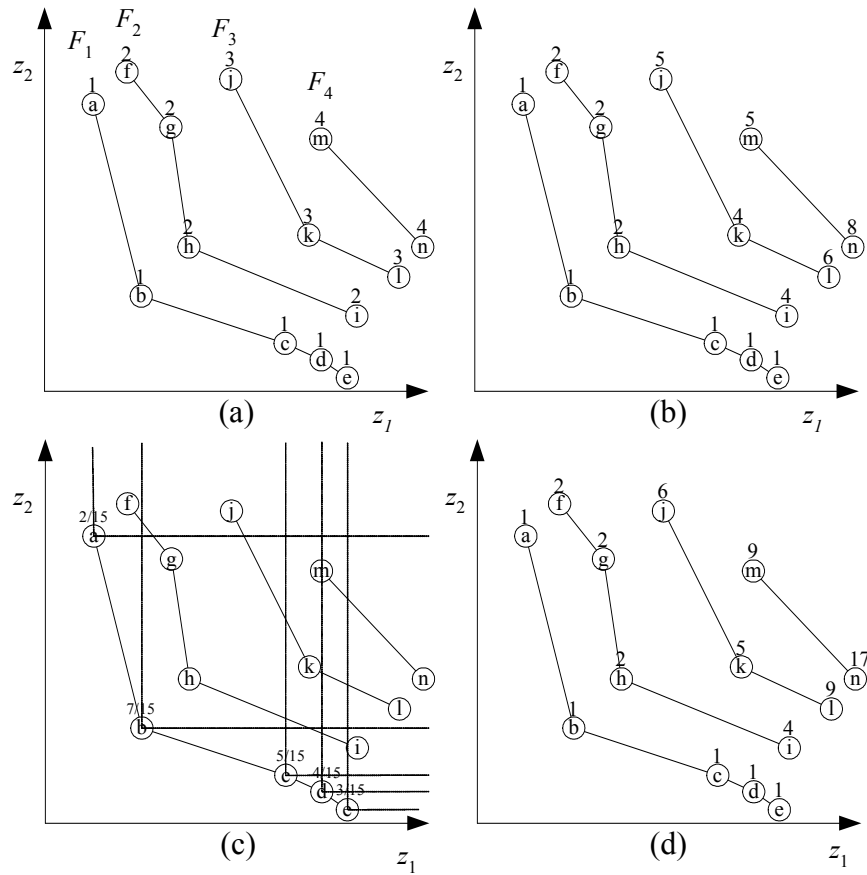 F1 F2 F3 F4
z2
1 2 3 4
a f j m
2 3 4
g k n
2 3
h l
1 2
b i
1 1 1
c d e
(a)
z1
z2
1 2 5 5
a f j m
2 4 8
g k n
2 6
h l
1 4
b i
1 1 1
c d e
(b)
z1
z2
f j
2/15
a g m
k n
h l
7/15
b i
5/15
c
4/15
d
3/15
e
(c)
z1
z2
1 2 6 9
a f j m
2 5 17
g k n
2 9
h l
1 4
b i
1 1 1
c d e
(d)
z1